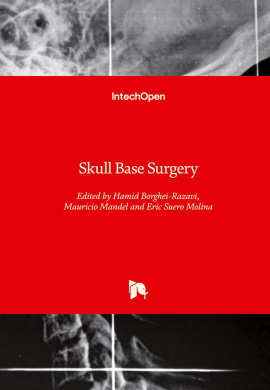 IntechOpen
Skull Base Surgery
Edited by Hamid Borghei-Razavi,
Mauricio Mandel and Eric Suero Molina